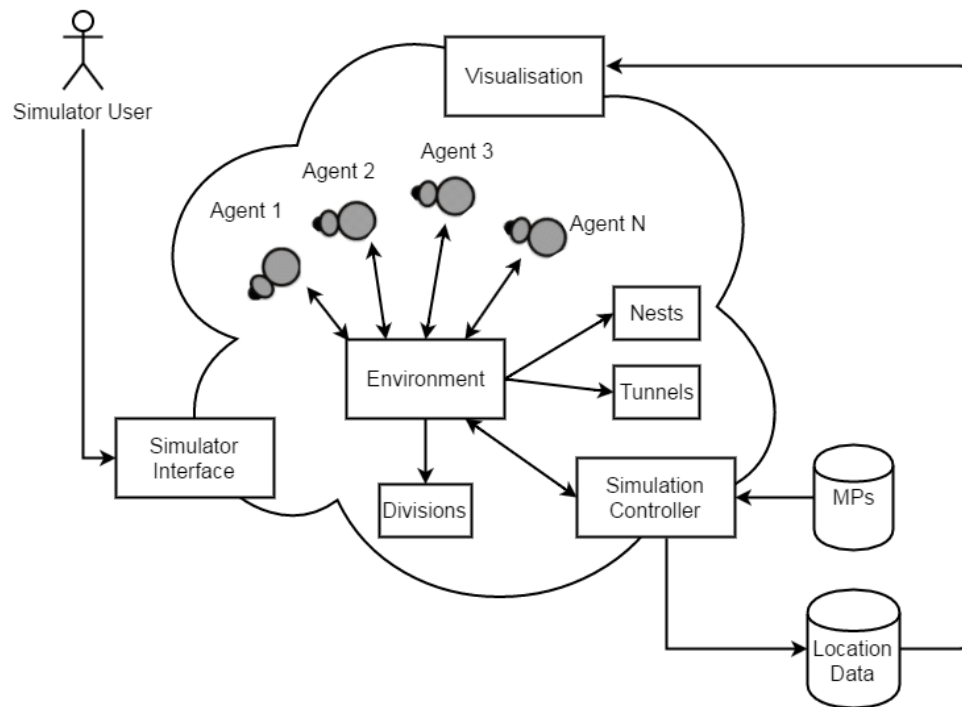 Visualisation
Simulator User
Agent 3
Agent 2
Agent 1
Agent N
Nests
Environment
Tunnels
Simulator
Interface
Simulation
Controller
MPs
Divisions
Location
Data